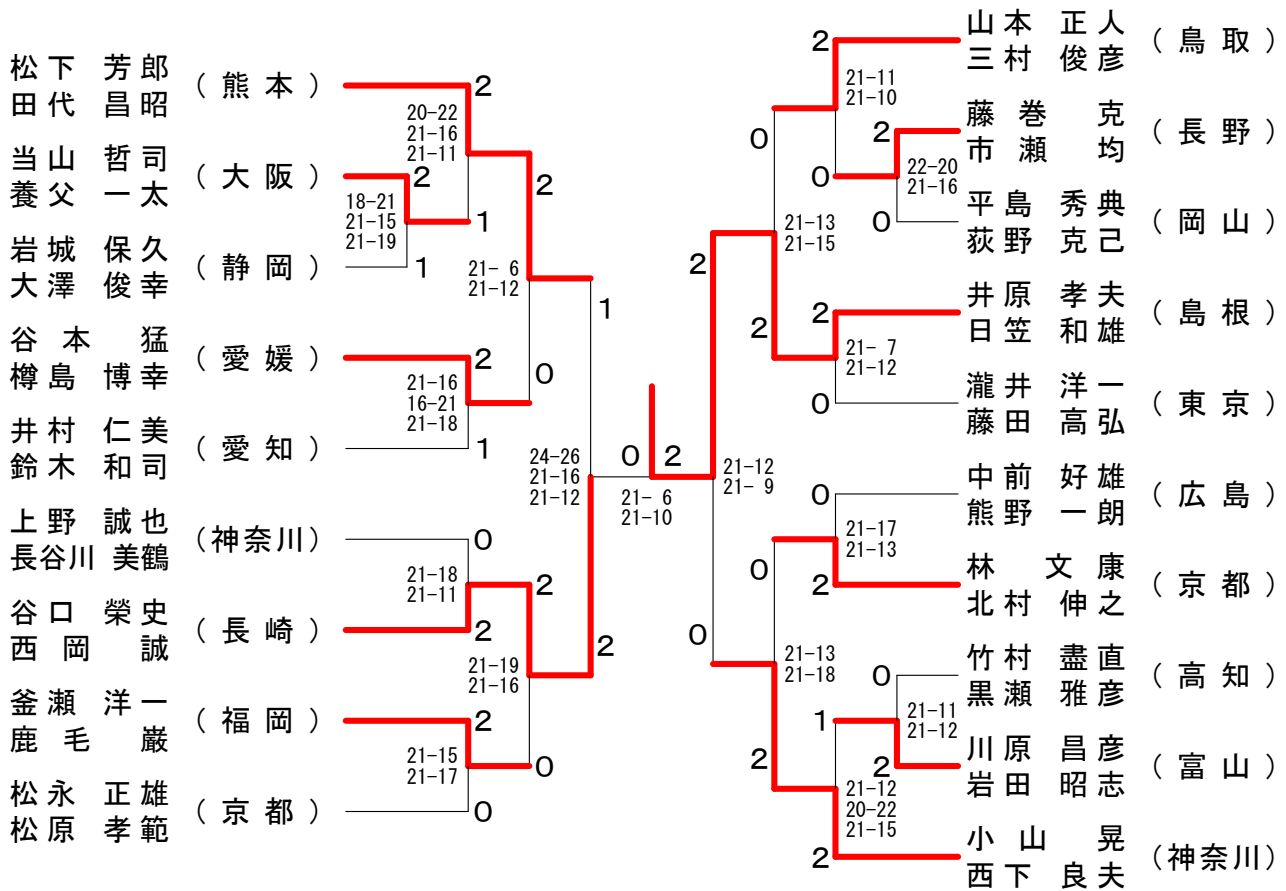 松下 芳郎
田代 昌昭
(熊本)
2
20-22
21-16
21-11
当山 哲司
養父 一太
(大阪)
2
18-21
21-15
21-19
1
岩城 保久
大澤 俊幸
(静岡)
1
2
21- 6
21-12
谷本 猛
樽島 博幸
(愛媛)
2
21-16
16-21
21-18
0
井村 仁美
鈴木 和司
(愛知)
1
1
24-26
21-16
21-12
上野 誠也
長谷川 美鶴
(神奈川)
0
21-18
21-11
2
谷口 榮史
西岡 誠
(長崎)
2
21-19
21-16
2
釜瀬 洋一
鹿毛 巌
(福岡)
2
21-15
21-17
0
松永 正雄
松原 孝範
(京都)
0
0
2
21- 6
21-10
山本 正人
三村 俊彦
(鳥取)
2
21-11
21-10
0
藤巻 克
市瀬 均
(長野)
2
22-20
21-16
0
平島 秀典
荻野 克己
(岡山)
0
21-13
21-15
2
井原 孝夫
日笠 和雄
(島根)
2
21- 7
21-12
2
瀧井 洋一
藤田 高弘
(東京)
0
21-12
21- 9
中前 好雄
熊野 一朗
(広島)
0
21-17
21-13
0
林 文康
北村 伸之
(京都)
2
0
21-13
21-18
竹村 盡直
黒瀬 雅彦
(高知)
0
21-11
21-12
1
川原 昌彦
岩田 昭志
(富山)
2
2
21-12
20-22
21-15
小山 晃
西下 良夫
(神奈川)
2